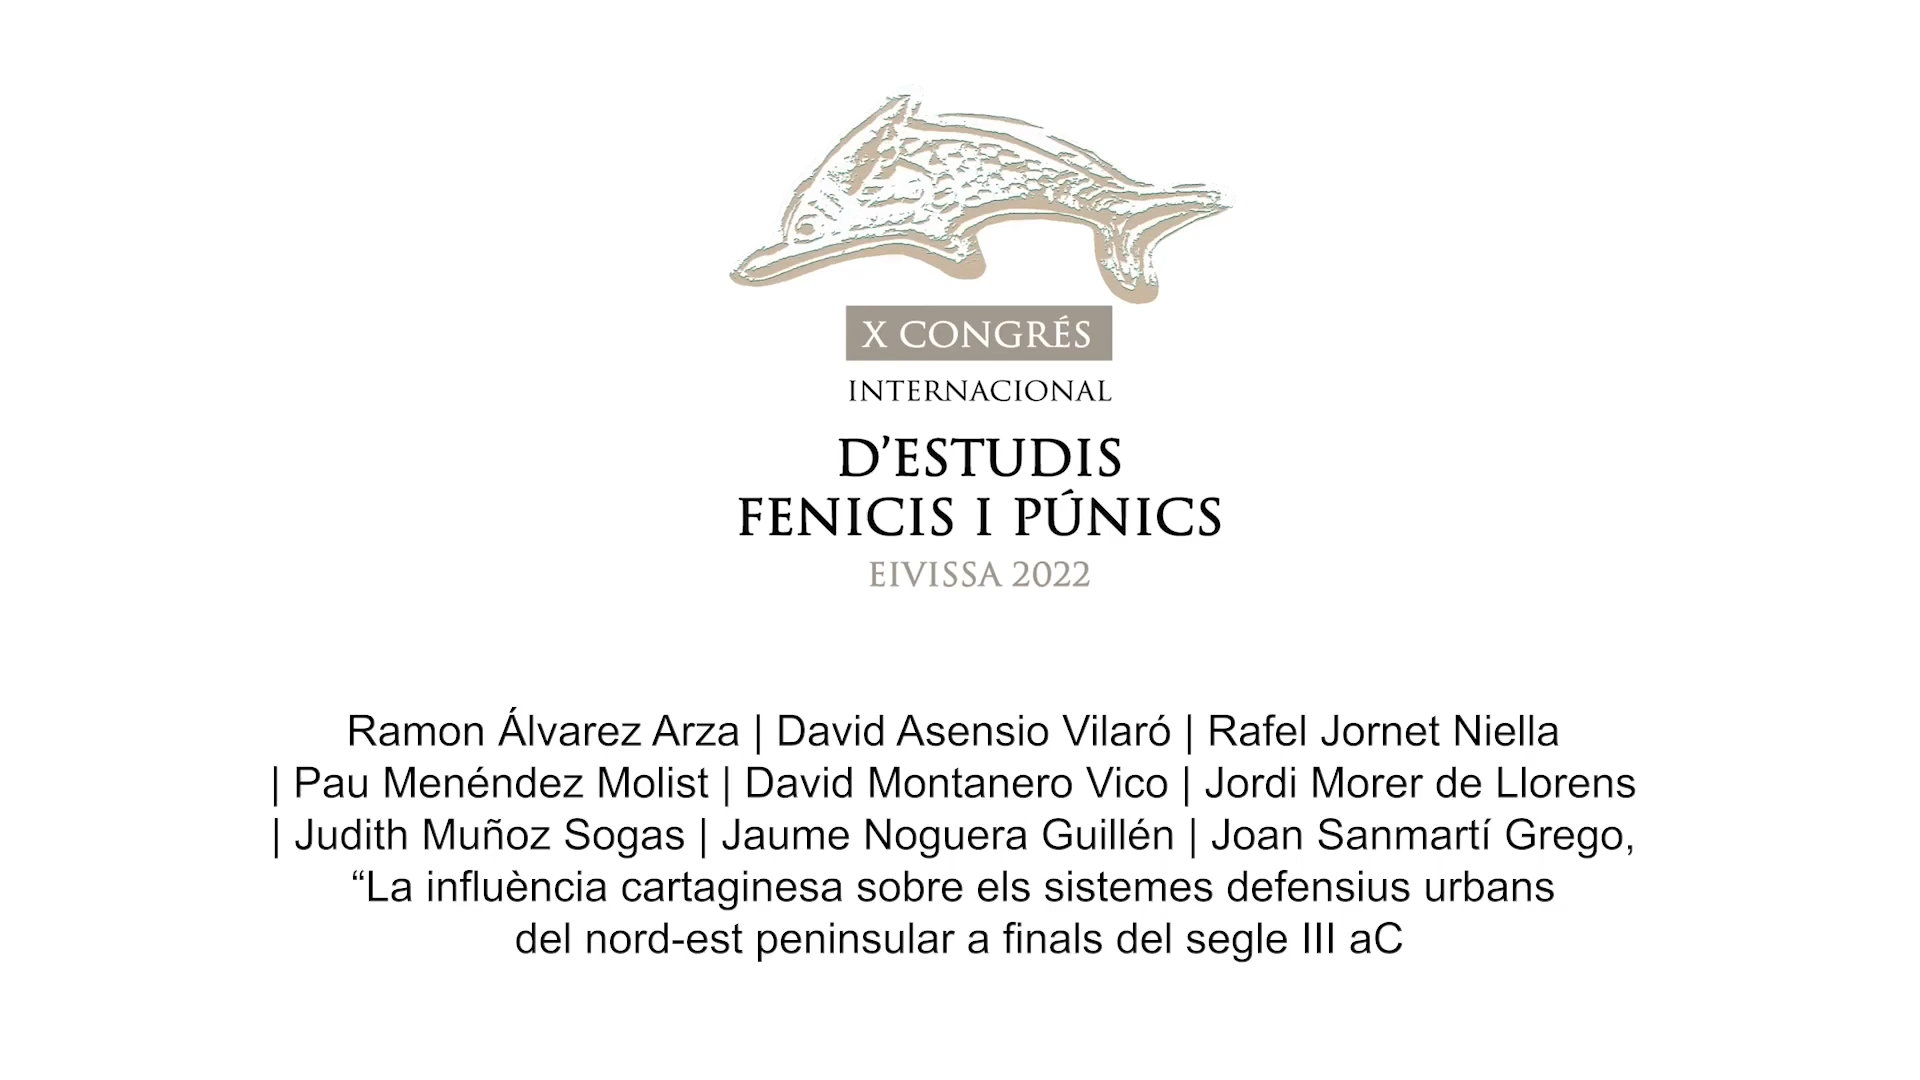 X CONGRÉS
INTERNACIONAL
D’ESTUDIS
FENICIS I PÚNICS
EIVISSA 2022
Ramon Álvarez Arza | David Asensio Vilaró | Rafel Jornet Niella
| Pau Menéndez Molist | David Montanero Vico | Jordi Morer de Llorens
| Judith Muñoz Sogas | Jaume Noguera Guillén | Joan Sanmartí Grego,
“La influència cartaginesa sobre els sistemes defensius urbans
del nord-est peninsular a finals del segle III aC